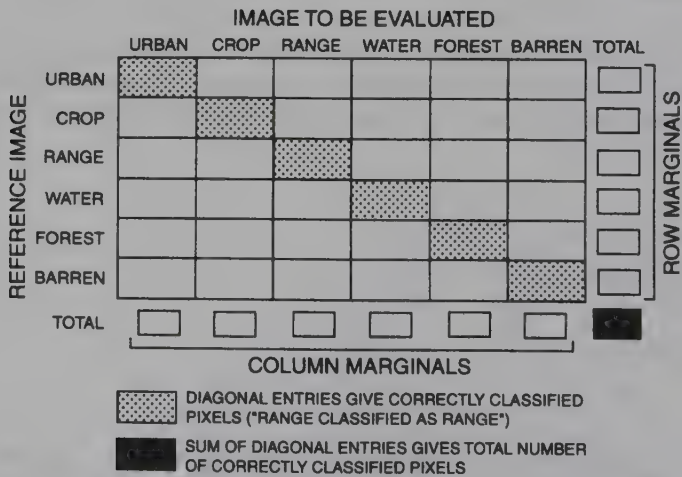 IMAGE TO BE EVALUATED
URBAN CROP RANGE WATER FOREST BARREN TOTAL
REFERENCE IMAGE
URBAN
CROP
RANGE
WATER
FOREST
BARREN
TOTAL
ROW MARGINALS
COLUMN MARGINALS
DIAGONAL ENTRIES GIVE CORRECTLY CLASSIFIED
PIXELS ("RANGE CLASSIFIED AS RANGE")
SUM OF DIAGONAL ENTRIES GIVES TOTAL NUMBER
OF CORRECTLY CLASSIFIED PIXELS